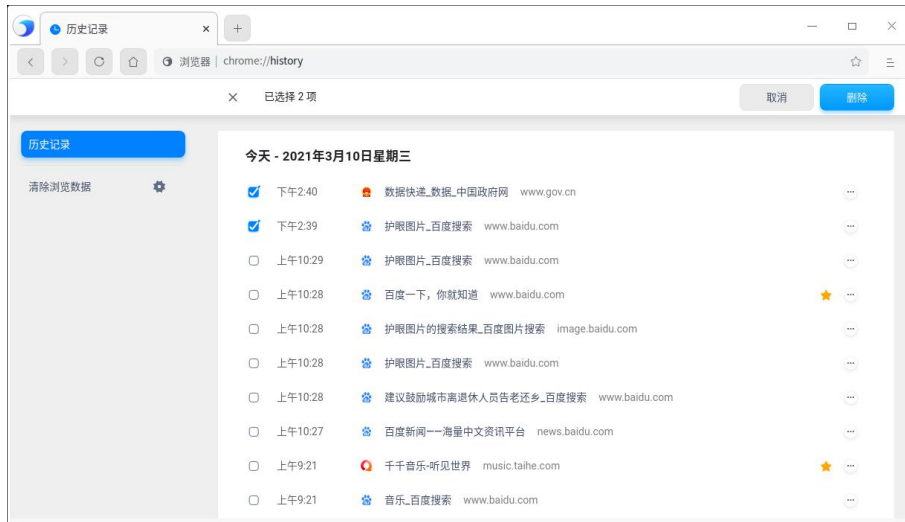 历史记录
浏览器 | chrome://history
已选择 2 项
取消
删除
历史记录
清除浏览数据
今天 - 2021年3月10日星期三
下午2:40 数据快递_数据_中国政府网 www.gov.cn
下午2:39 护眼图片_百度搜索 www.baidu.com
上午10:29 护眼图片_百度搜索 www.baidu.com
上午10:28 百度一下，你就知道 www.baidu.com
上午10:28 护眼图片的搜索结果_百度图片搜索 image.baidu.com
上午10:28 护眼图片_百度搜索 www.baidu.com
上午10:28 建议鼓励城市离退休人员告老还乡_百度搜索 www.baidu.com
上午10:27 百度新闻——海量中文资讯平台 news.baidu.com
上午9:21 千千音乐-听见世界 music.taihe.com
上午9:21 音乐_百度搜索 www.baidu.com